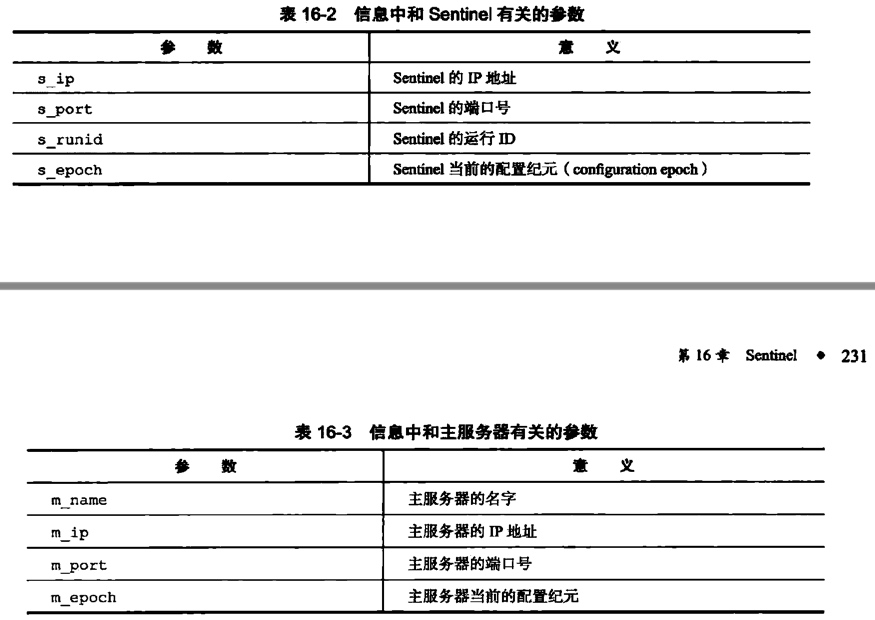 表 16-2 信息中和 Sentinel 有关的参数
参 数 意 义
s_ip Sentinel 的 IP 地址
s_port Sentinel 的端口号
s_runid Sentinel 的运行 ID
s_epoch Sentinel 当前的配置纪元（configuration epoch）
第 16 章 Sentinel ◆ 231
表 16-3 信息中和主服务器有关的参数
参 数 意 义
m_name 主服务器的名字
m_ip 主服务器的 IP 地址
m_port 主服务器的端口号
m_epoch 主服务器当前的配置纪元